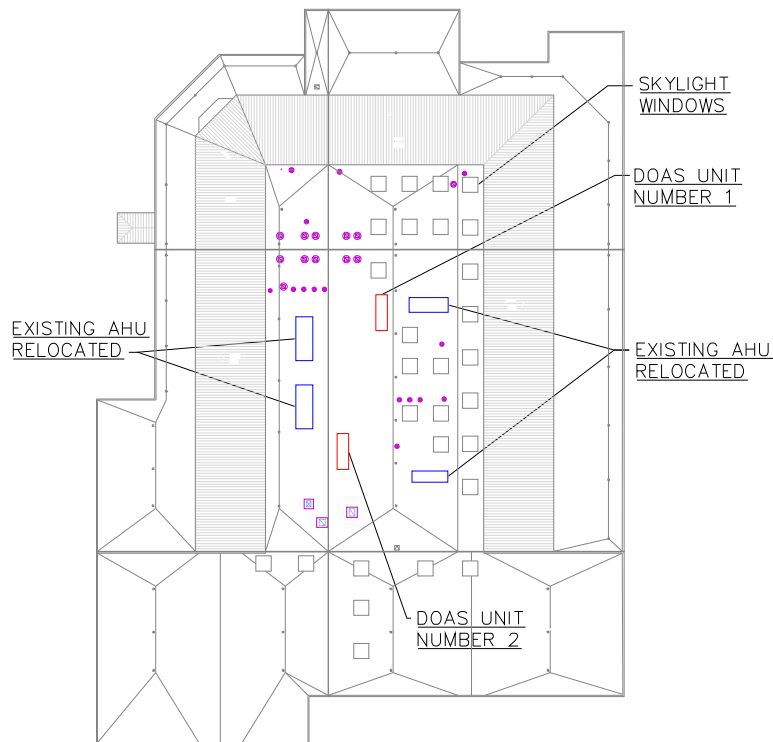 SKYLIGHT
WINDOWS
DOAS UNIT
NUMBER 1
EXISTING AHU
RELOCATED
EXISTING AHU
RELOCATED
DOAS UNIT
NUMBER 2